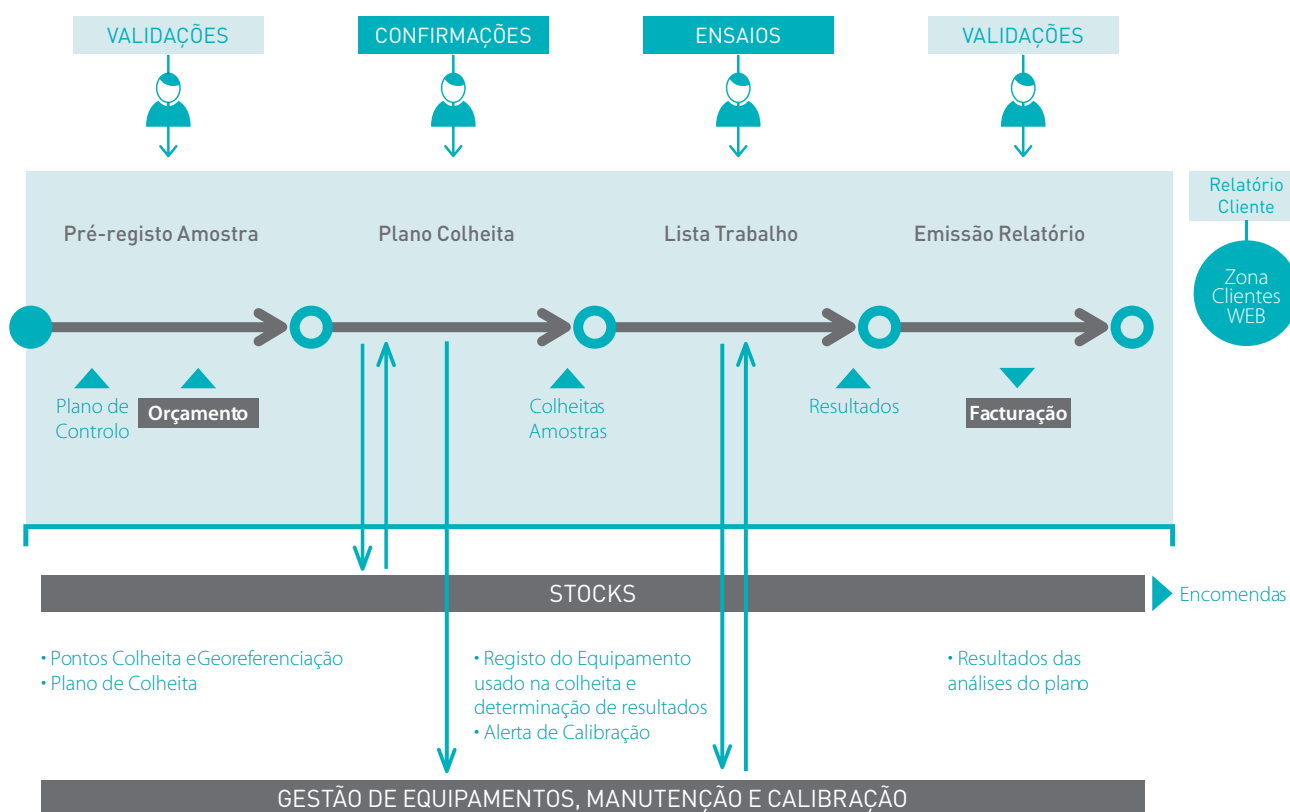 VALIDAÇÕES
CONFIRMAÇÕES
ENSAIOS
VALIDAÇÕES
Relatório
Cliente
Pré-registo Amostra
Plano Colheita
Lista Trabalho
Emissão Relatório
Zona
Clientes
WEB
Plano de
Controlo
Orçamento
Colheitas
Amostras
Resultados
Facturação
STOCKS
Encomendas
• Pontos Colheita e Georeferenciação
• Plano de Colheita
• Registo do Equipamento
usado na colheita e
determinação de resultados
• Alerta de Calibração
• Resultados das
análises do plano
GESTÃO DE EQUIPAMENTOS, MANUTENÇÃO E CALIBRAÇÃO